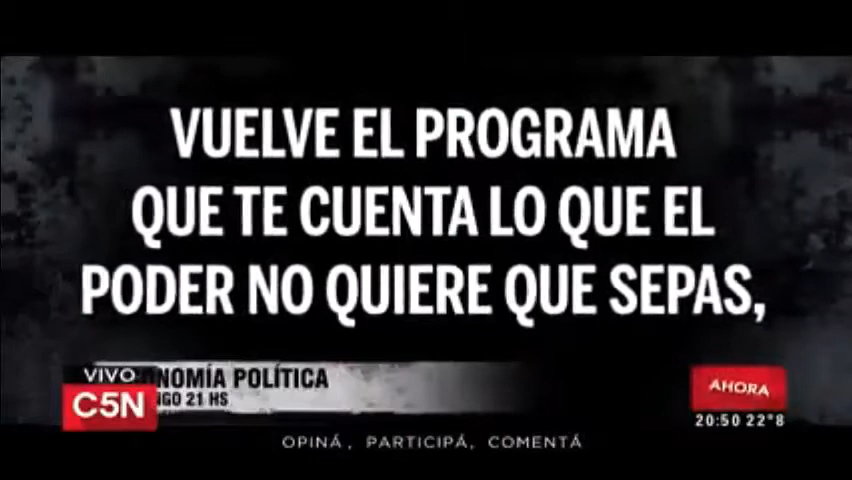 VUELVE EL PROGRAMA
QUE TE CUENTA LO QUE EL
PODER NO QUIERE QUE SEPAS,
VIVO
NOMÍA POLÍTICA
C5N
NGO 21 HS
AHORA
20:50 22°8
OPINÁ, PARTICIPÁ, COMENTÁ